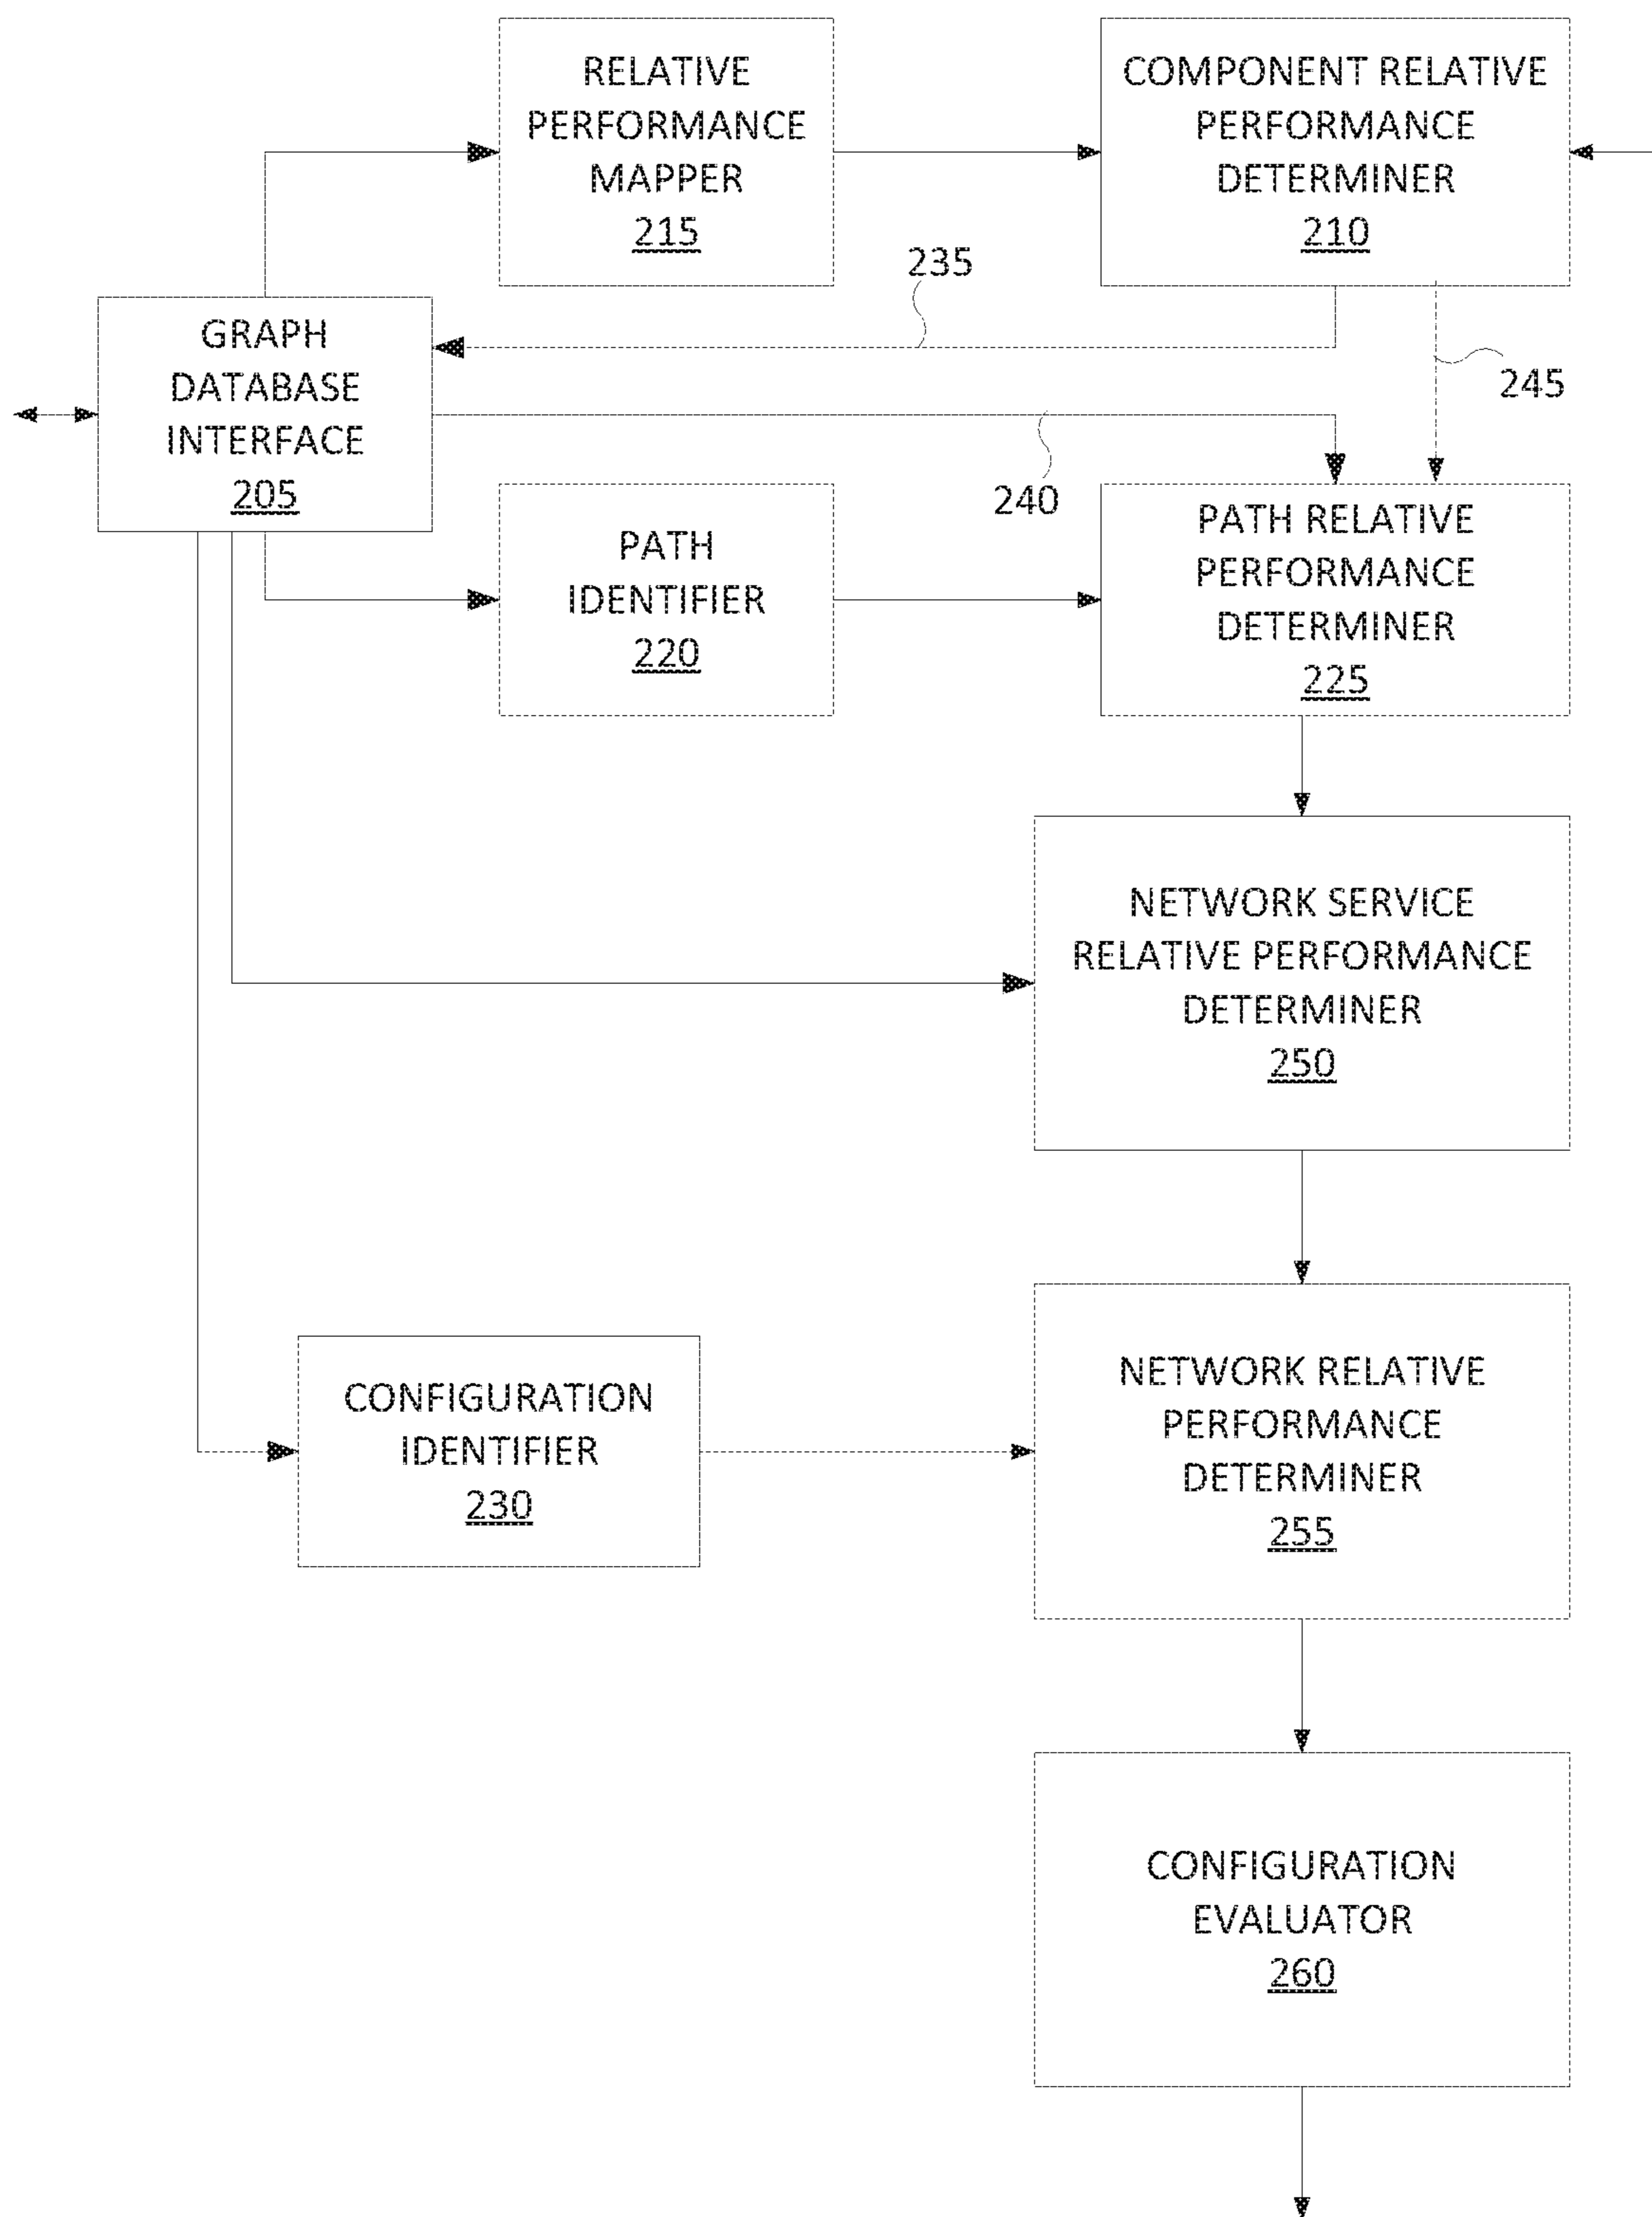 RELATIVE
PERFORMANCE
MAPPER
215
COMPONENT RELATIVE
PERFORMANCE
DETERMINER
210
235
GRAPH
DATABASE
INTERFACE
205
245
240
PATH
IDENTIFIER
220
PATH RELATIVE
PERFORMANCE
DETERMINER
225
NETWORK SERVICE
RELATIVE PERFORMANCE
DETERMINER
250
CONFIGURATION
IDENTIFIER
230
NETWORK RELATIVE
PERFORMANCE
DETERMINER
255
CONFIGURATION
EVALUATOR
260